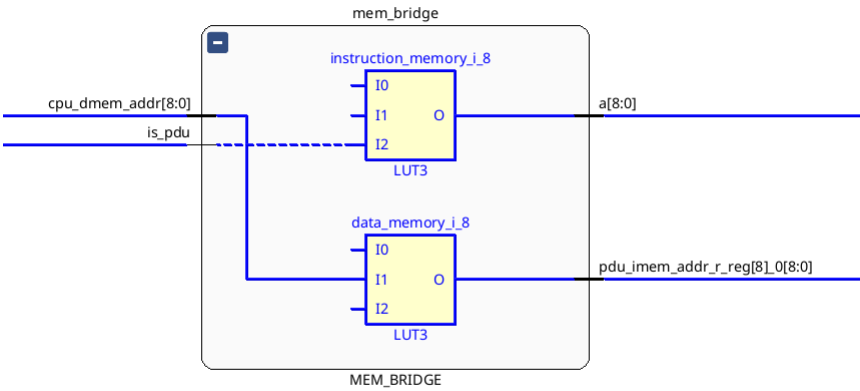 mem_bridge
instruction_memory_i_8
cpu_dmem_addr[8:0]
I0
I1
O
a[8:0]
is_pdu
I2
LUT3
data_memory_i_8
I0
I1
O
pdu_imem_addr_r_reg[8]_0[8:0]
I2
LUT3
MEM_BRIDGE